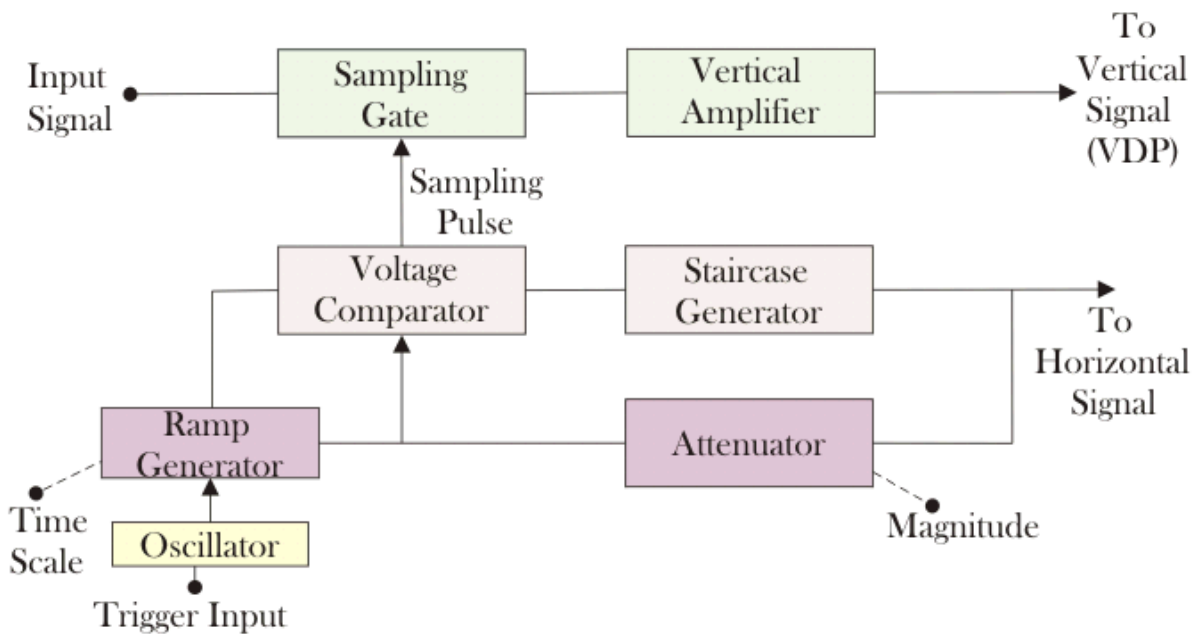 Input
Signal
Sampling
Gate
Vertical
Amplifier
To
Vertical
Signal
(VDP)
Sampling
Pulse
Voltage
Comparator
Staircase
Generator
To
Horizontal
Signal
Ramp
Generator
Attenuator
Time
Scale
Magnitude
Oscillator
Trigger Input